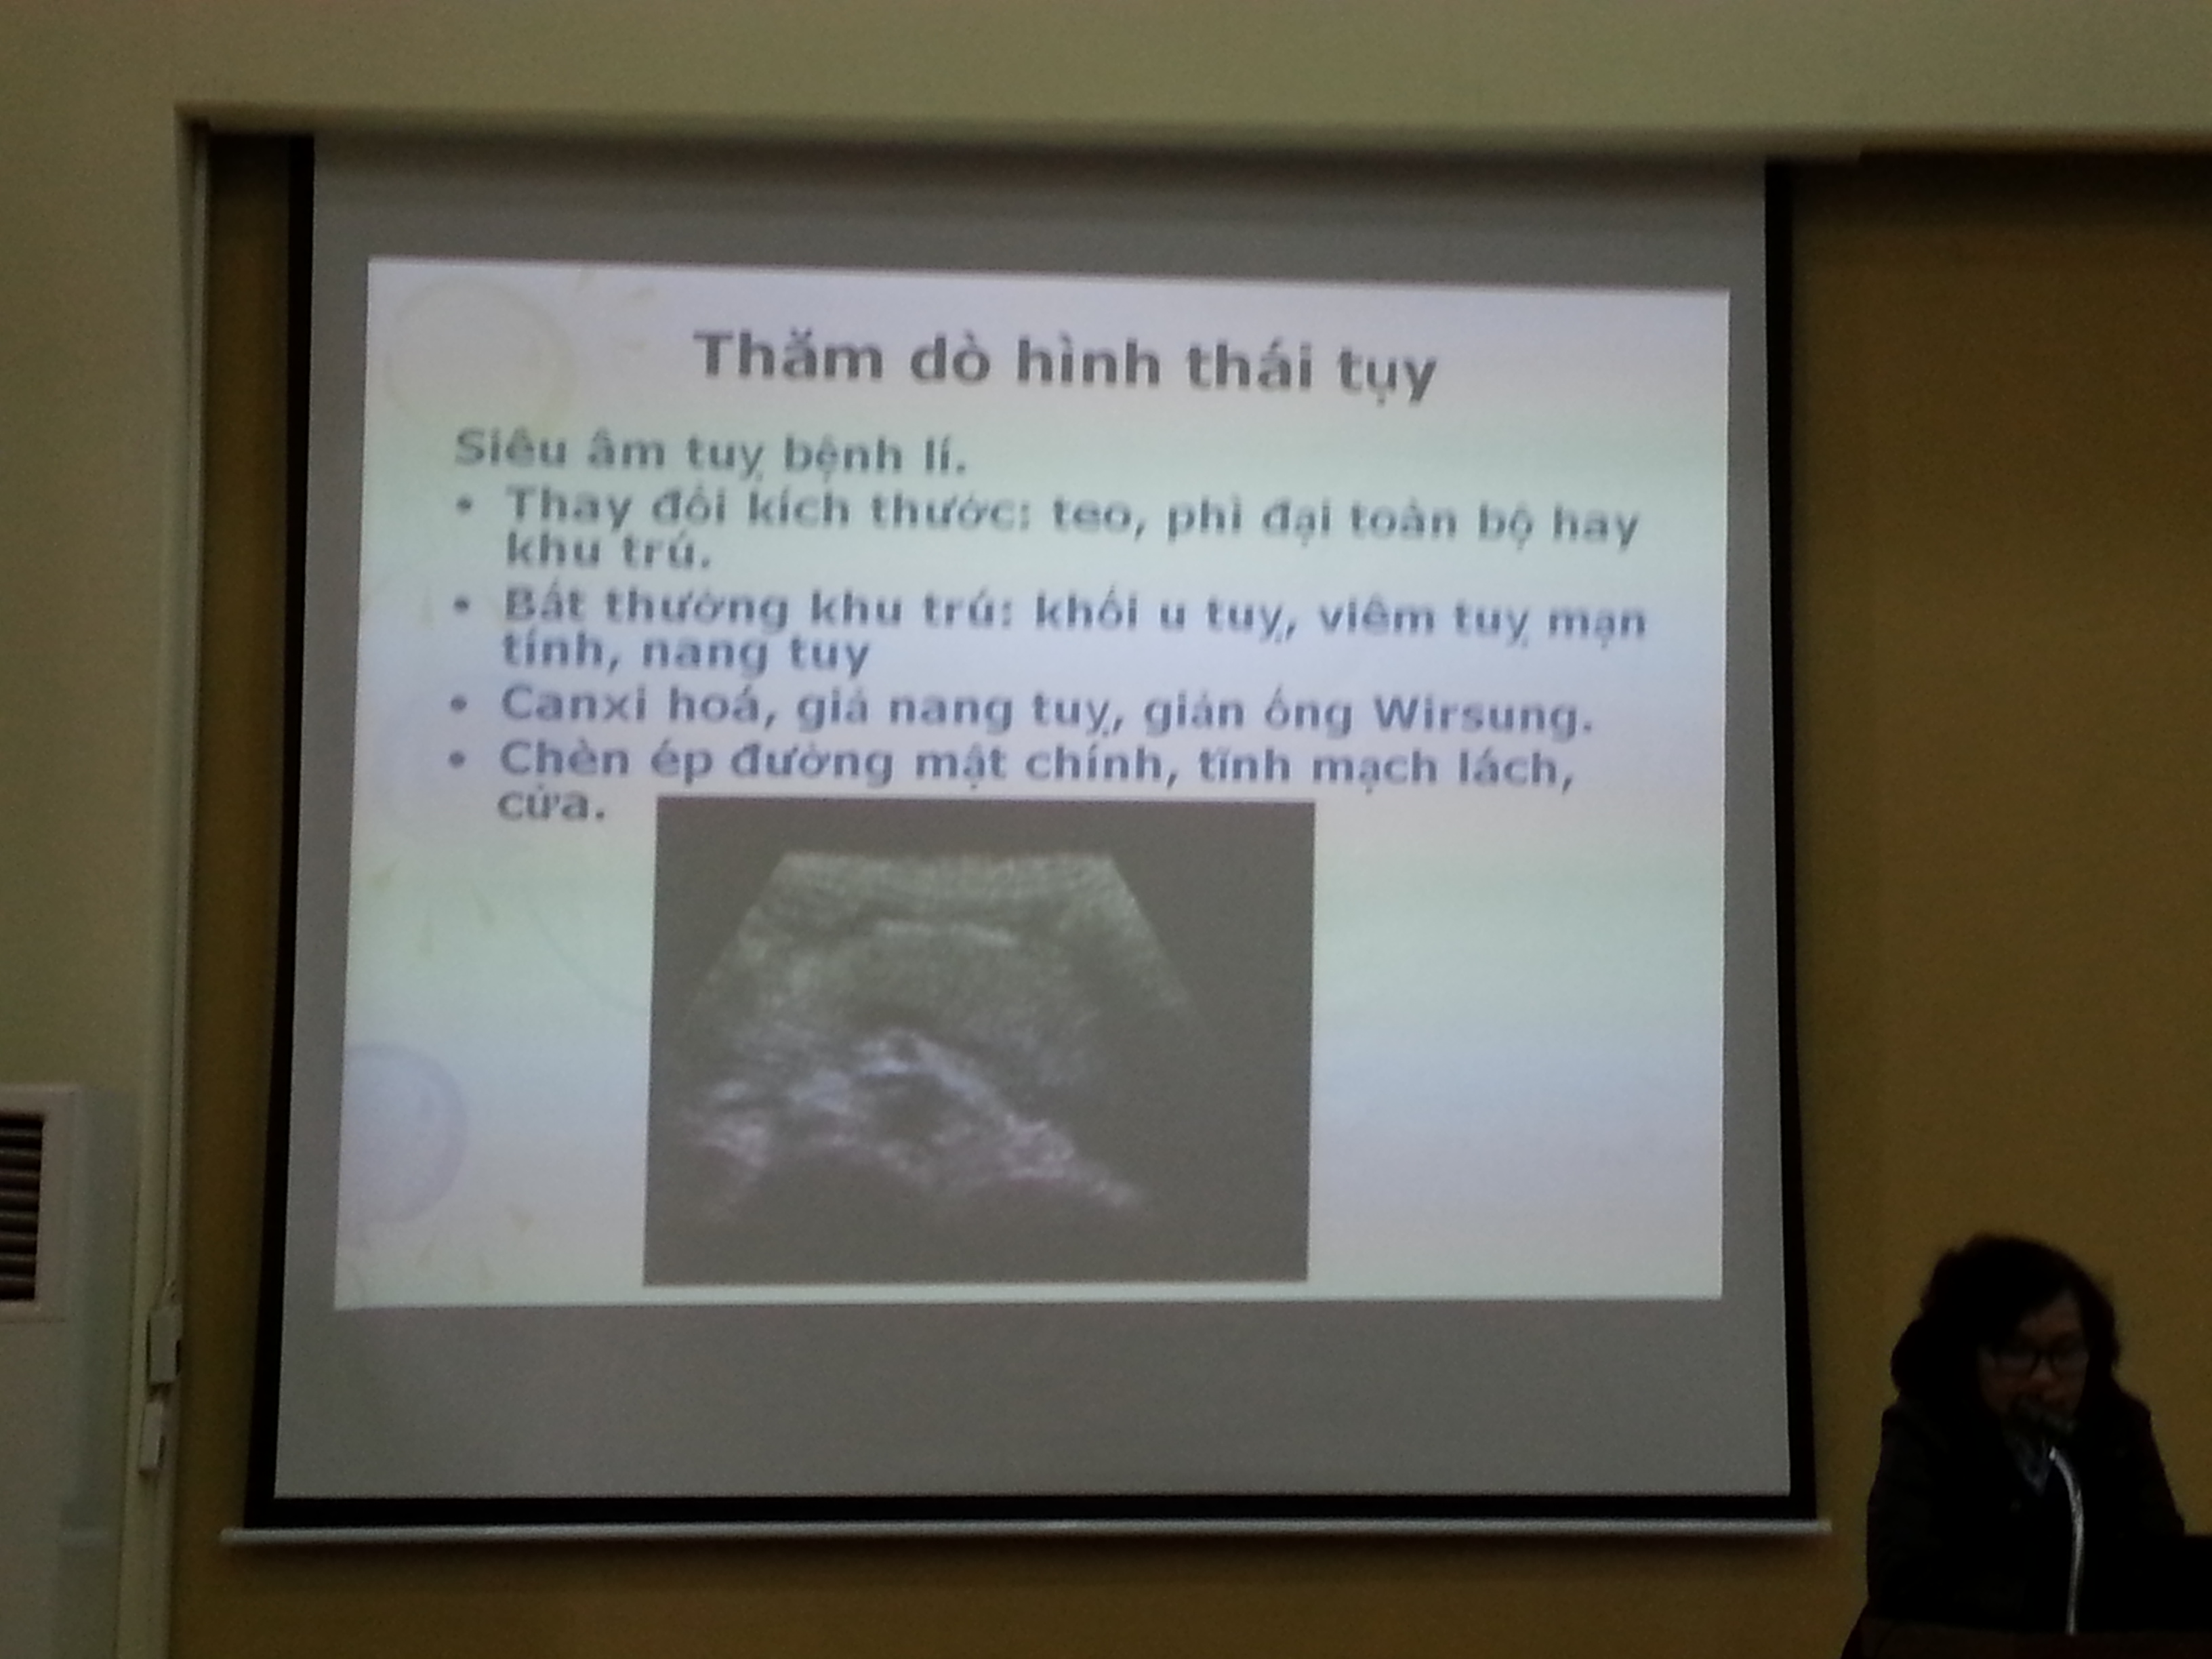 Thăm dò hình thái tụy
Siêu âm tuỵ bệnh lí.
• Thay đổi kích thước: teo, phì đại toàn bộ hay
khu trú.
• Bất thường khu trú: khối u tuỵ, viêm tuỵ mạn
tính, nang tuy
• Canxi hoá, giả nang tuỵ, giản ống Wirsung.
• Chèn ép đường mật chính, tĩnh mạch lách,
cửa.